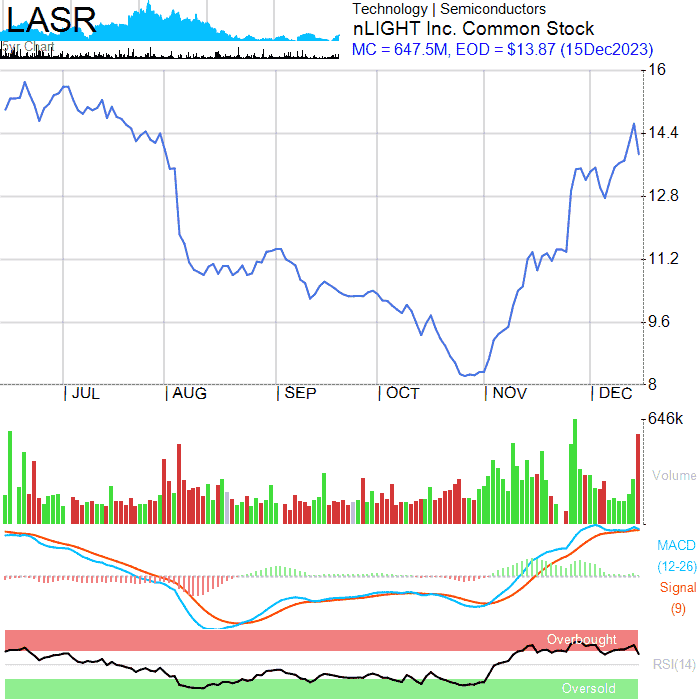 LASR
5yr Chart
Technology | Semiconductors
nLIGHT Inc. Common Stock
MC = 647.5M, EOD = $13.87 (15Dec2023)
16
14.4
12.8
11.2
9.6
8
| JUL | AUG | SEP | OCT | NOV | DEC
646k
Volume
MACD
(12-26)
Signal
(9)
Overbought
RSI(14)
Oversold